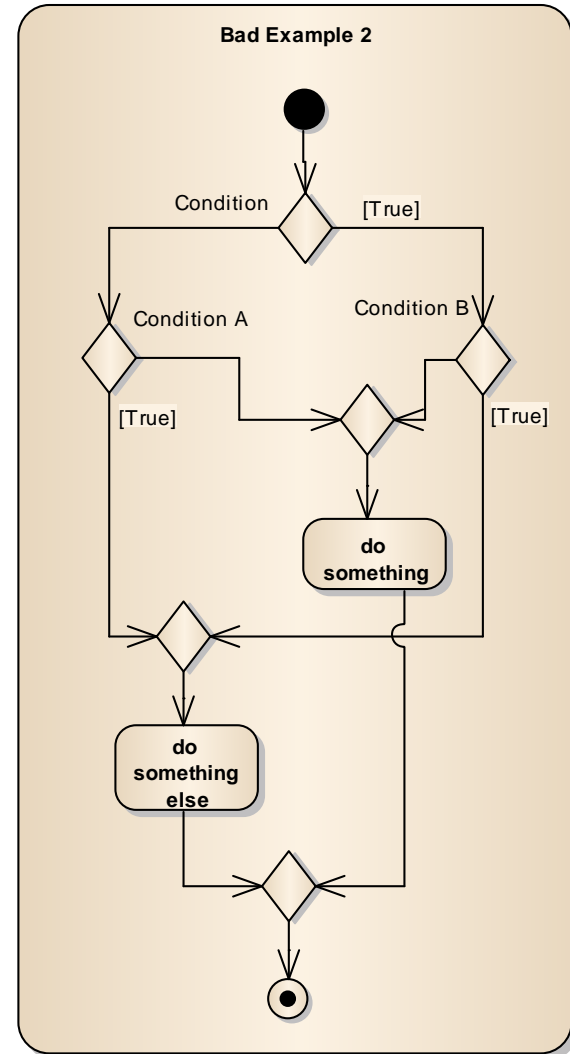 Bad Example 2
Condition
[True]
Condition A
Condition B
[True]
[True]
do
something
do
something
else